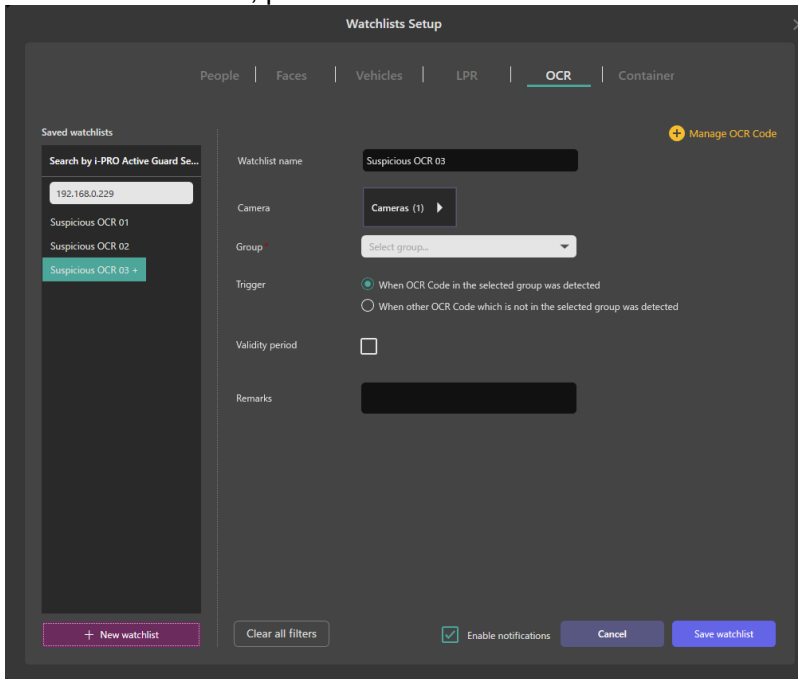 Watchlists Setup
People | Faces | Vehicles | LPR | OCR | Container
Saved watchlists
+ Manage OCR Code
Search by i-PRO Active Guard Se...
192.168.0.229
Suspicious OCR 01
Suspicious OCR 02
Suspicious OCR 03 +
Watchlist name
Suspicious OCR 03
Camera
Cameras (1)
Group*
Select group...
Trigger
When OCR Code in the selected group was detected
When other OCR Code which is not in the selected group was detected
Validity period
Remarks
+ New watchlist
Clear all filters
Enable notifications
Cancel
Save watchlist